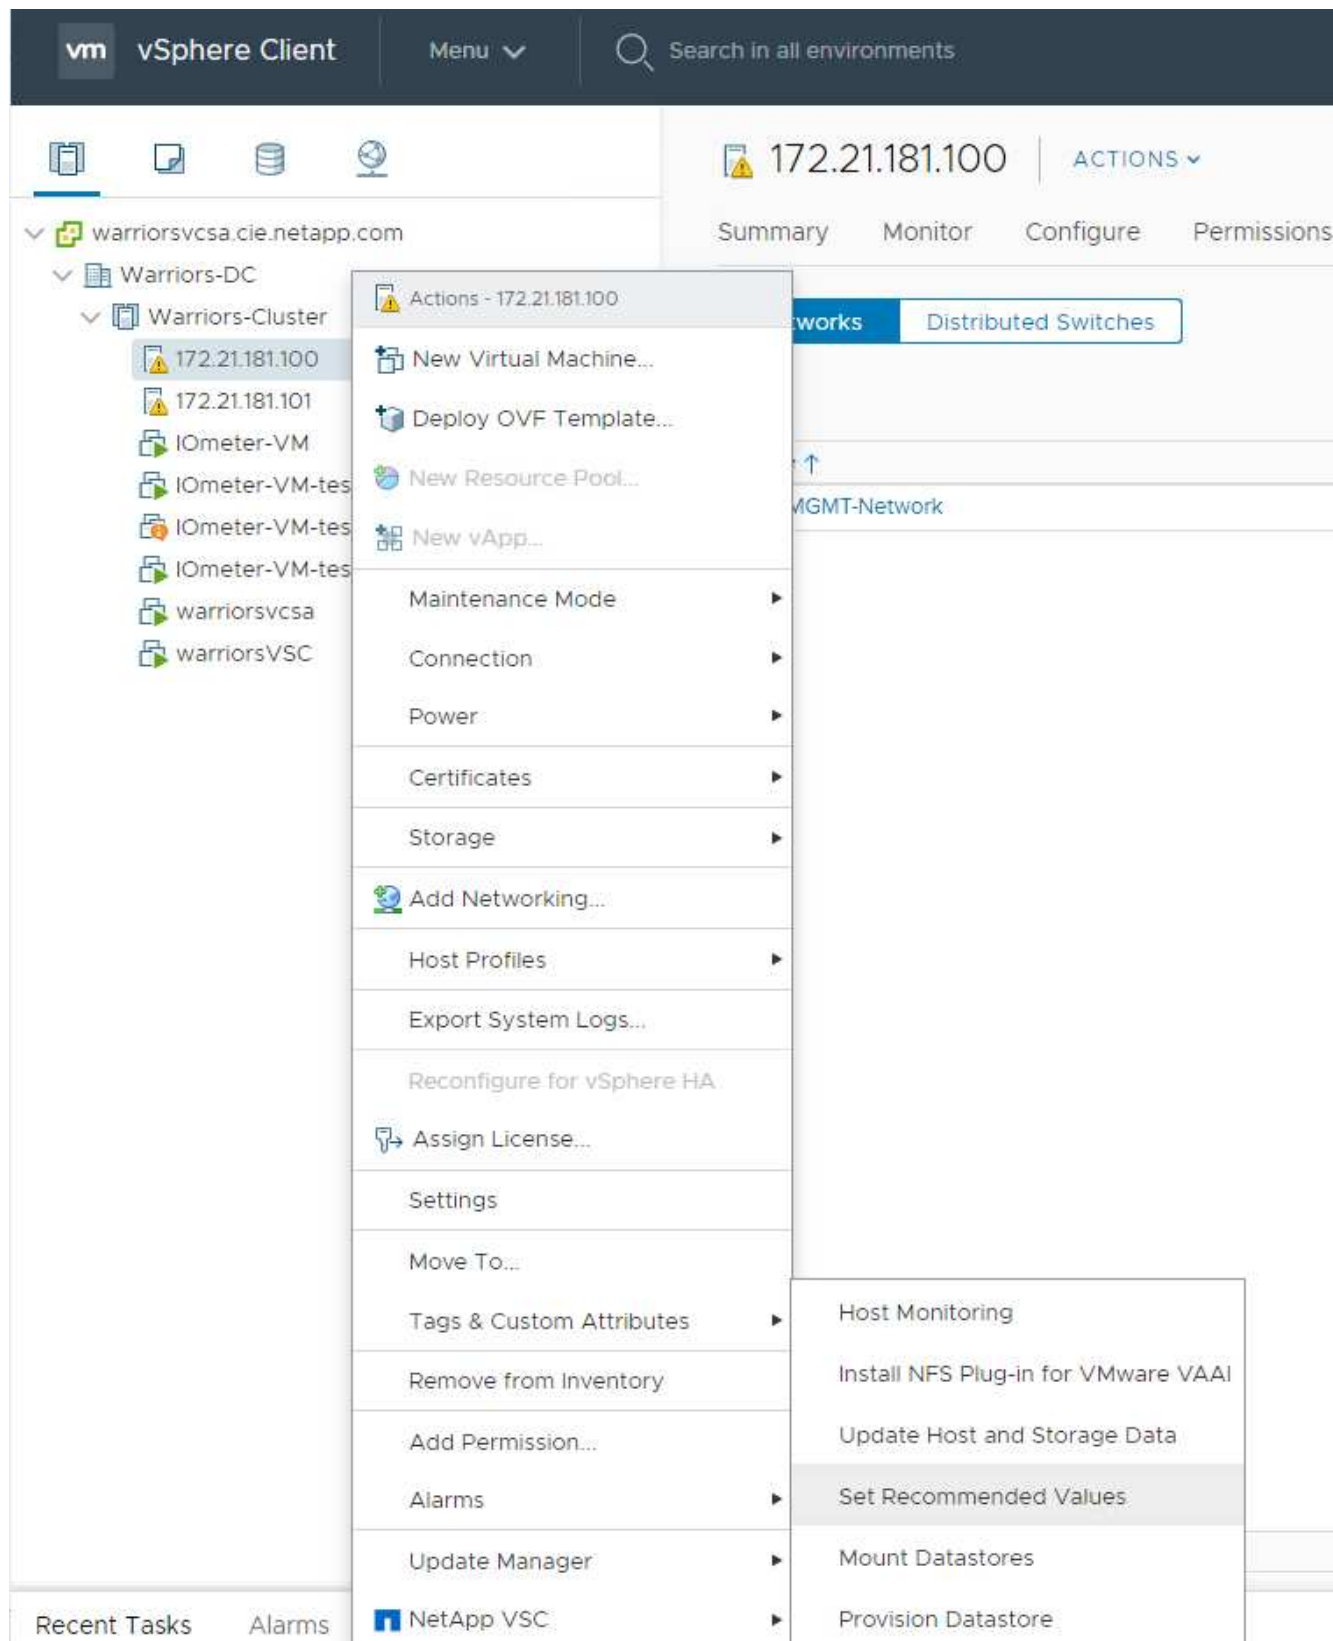 vm vSphere Client Menu Search in all environments
172.21.181.100 ACTIONS
Summary Monitor Configure Permissions
warriorsvcsa.cie.netapp.com
Warriors-DC
Warriors-Cluster
172.21.181.100
172.21.181.101
IOmeter-VM
IOmeter-VM-tes
IOmeter-VM-tes
IOmeter-VM-tes
warriorsvcsa
warriorsVSC
Actions - 172.21.181.100
New Virtual Machine...
Deploy OVF Template...
New Resource Pool...
New vApp...
Maintenance Mode
Connection
Power
Certificates
Storage
Add Networking...
Host Profiles
Export System Logs...
Reconfigure for vSphere HA
Assign License...
Settings
Move To...
Tags & Custom Attributes
Remove from Inventory
Add Permission...
Alarms
Update Manager
NetApp VSC
tworks Distributed Switches
MGMT-Network
Host Monitoring
Install NFS Plug-in for VMware VAAI
Update Host and Storage Data
Set Recommended Values
Mount Datastores
Provision Datastore
Recent Tasks Alarms